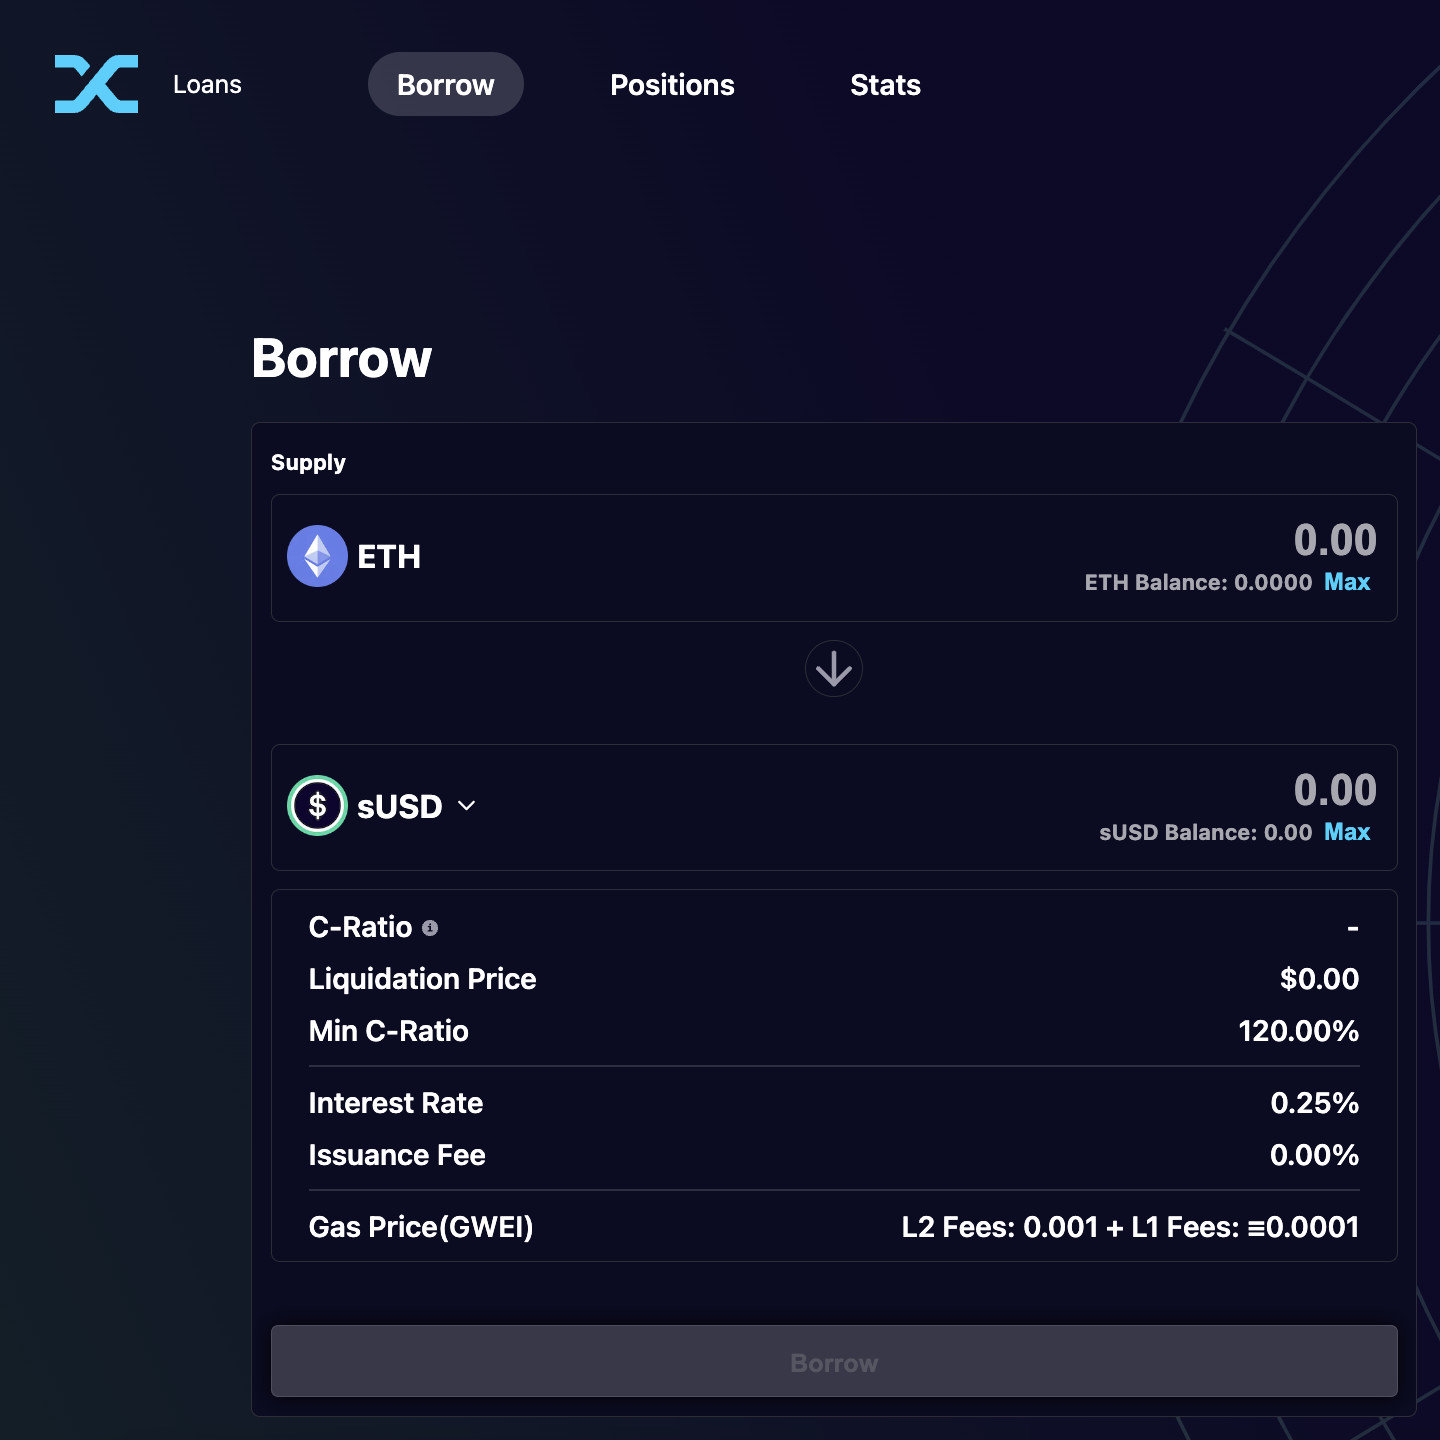 Loans Borrow Positions Stats
Borrow
Supply
ETH 0.00
ETH Balance: 0.0000 Max
$ sUSD 0.00
sUSD Balance: 0.00 Max
C-Ratio i -
Liquidation Price $0.00
Min C-Ratio 120.00%
Interest Rate 0.25%
Issuance Fee 0.00%
Gas Price(GWEI) L2 Fees: 0.001 + L1 Fees: ≡0.0001
Borrow